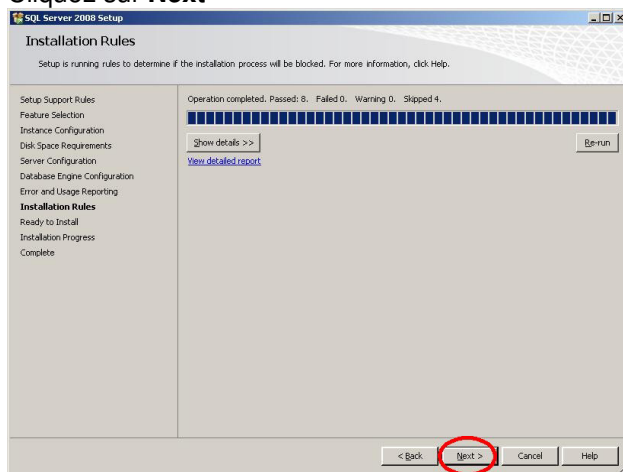 Cliquez sur Next
SQL Server 2008 Setup
Installation Rules
Setup is running rules to determine if the installation process will be blocked. For more information, click Help.
Setup Support Rules
Feature Selection
Instance Configuration
Disk Space Requirements
Server Configuration
Database Engine Configuration
Error and Usage Reporting
Installation Rules
Ready to Install
Installation Progress
Complete
Operation completed. Passed: 8. Failed 0. Warning 0. Skipped 4.
Show details >>
Re-run
View detailed report
< Back
Next >
Cancel
Help